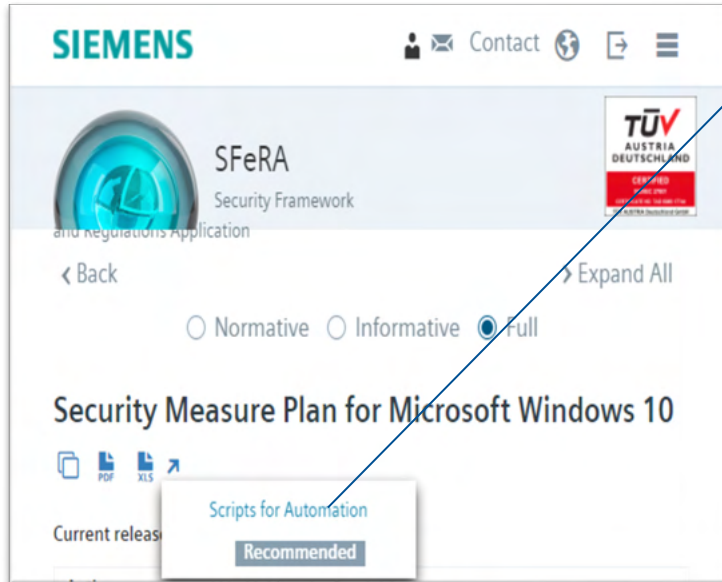 SIEMENS
Contact
SFeRA
Security Framework
and Regulations Application
TÜV
AUSTRIA
DEUTSCHLAND
CERTIFIED
‹ Back
› Expand All
Normative Informative Full
Security Measure Plan for Microsoft Windows 10
PDF XLS
Scripts for Automation
Current releas
Recommended